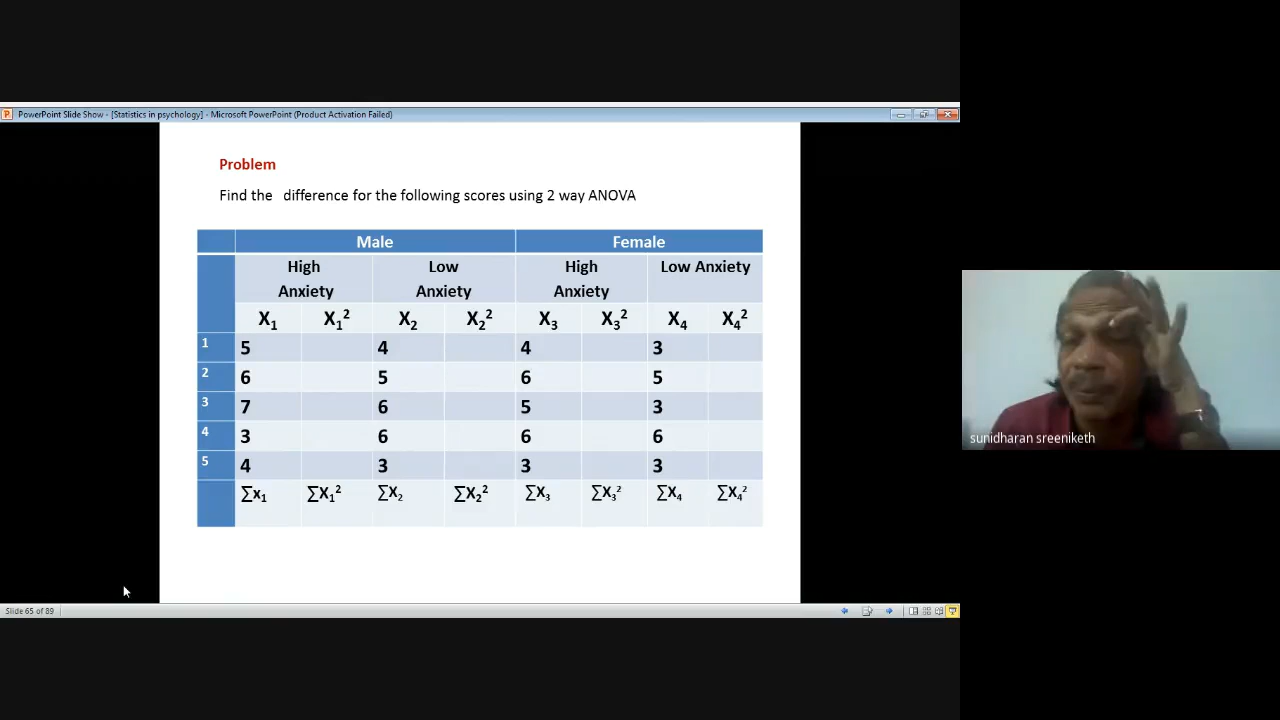 PowerPoint Slide Show - [Statistics in psychology] - Microsoft PowerPoint (Product Activation Failed)
Problem
Find the difference for the following scores using 2 way ANOVA
Male Female
High Anxiety Low Anxiety High Anxiety Low Anxiety
X₁ X₁² X₂ X₂² X₃ X₃² X₄ X₄²
1 5 4 4 3
2 6 5 6 5
3 7 6 5 3
4 3 6 6 6
5 4 3 3 3
∑x₁ ∑X₁² ∑X₂ ∑X₂² ∑X₃ ∑X₃² ∑X₄ ∑X₄²
sunidharan sreeniketh
Slide 65 of 89